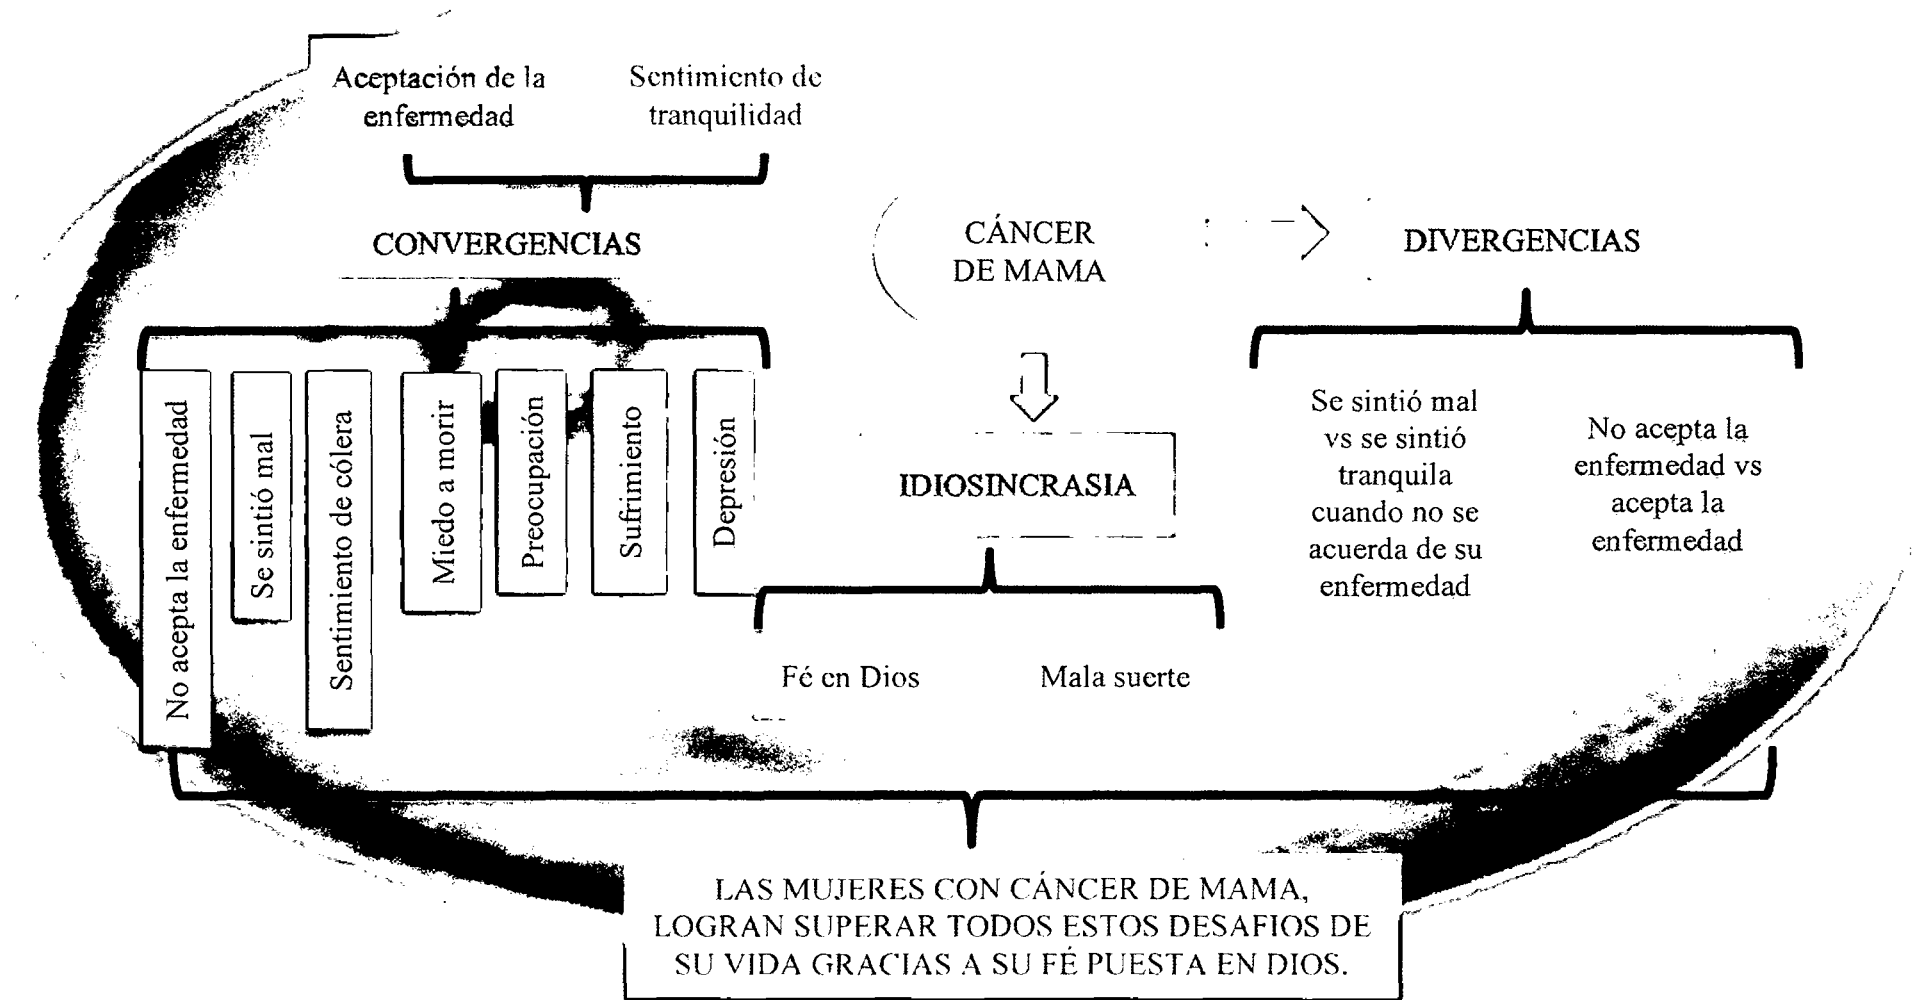 Aceptación de la
enfermedad
Sentimiento de
tranquilidad
CONVERGENCIAS
CÁNCER
DE MAMA
DIVERGENCIAS
No acepta la enfermedad
Se sintió mal
Sentimiento de cólera
Miedo a morir
Preocupación
Sufrimiento
Depresión
IDIOSINCRASIA
Fé en Dios
Mala suerte
Se sintió mal
vs se sintió
tranquila
cuando no se
acuerda de su
enfermedad
No acepta la
enfermedad vs
acepta la
enfermedad
LAS MUJERES CON CÁNCER DE MAMA,
LOGRAN SUPERAR TODOS ESTOS DESAFIOS DE
SU VIDA GRACIAS A SU FÉ PUESTA EN DIOS.